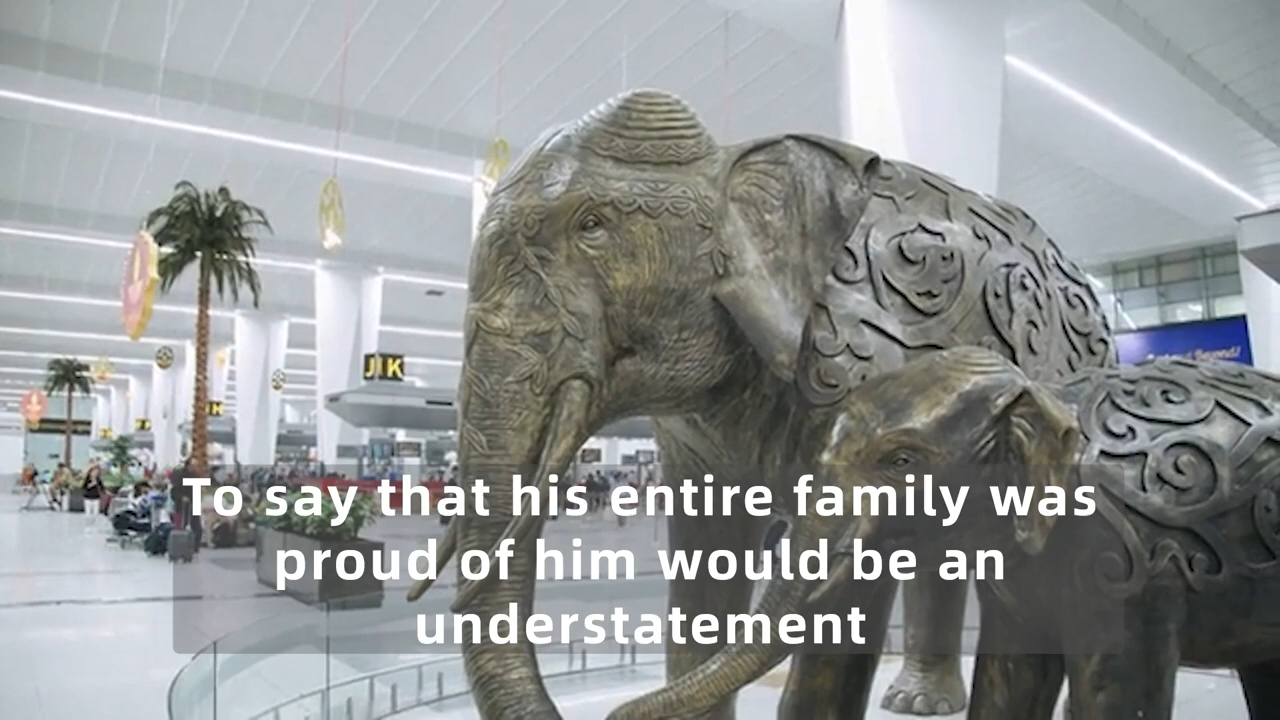 JK
H
To say that his entire family was
proud of him would be an
understatement